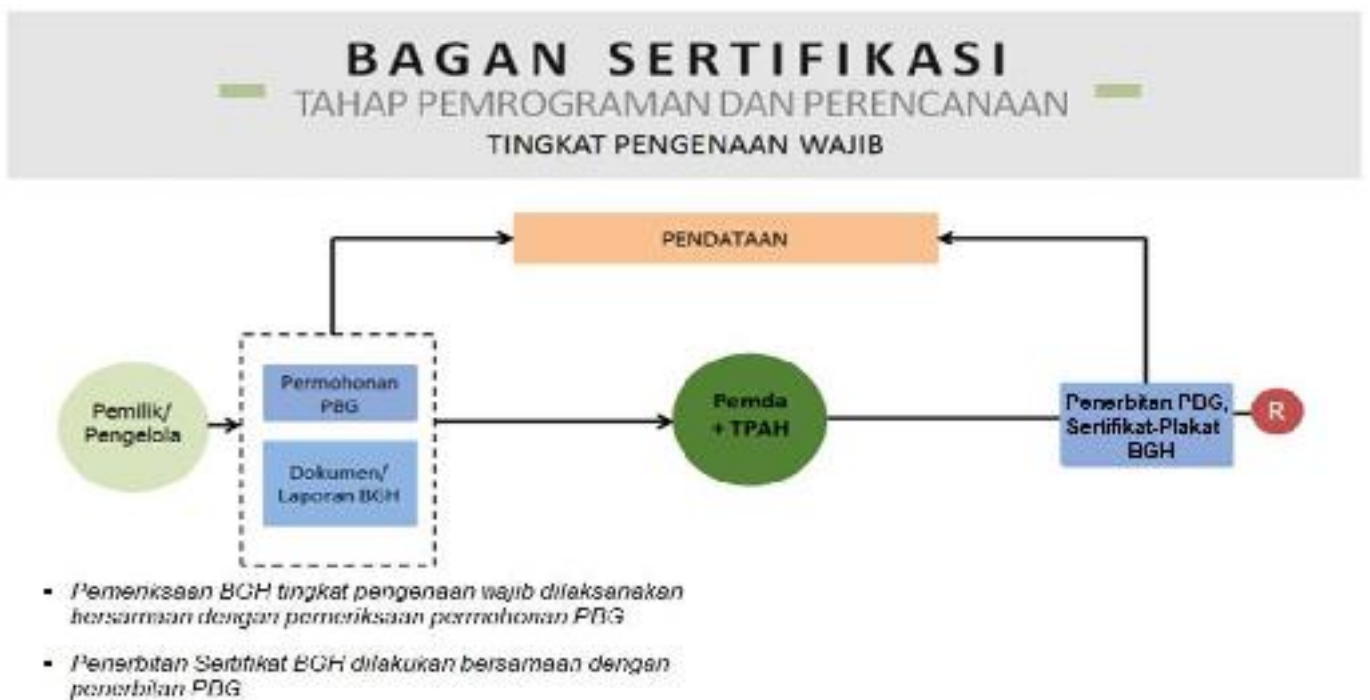 BAGAN SERTIFIKASI
TAHAP PEMROGRAMAN DAN PERENCANAAN
TINGKAT PENGENAAN WAJIB
PENDATAAN
Pemilik/
Pengelola
Permohonan
PBG
Dokumen/
Laporan BGH
Pemda
+ TPAH
Penerbitan PBG,
Sertifikat-Plakat
BGH
R
▪ Pemeriksaan BGH tingkat pengenaan wajib dilaksanakan
bersamaan dengan pemeriksaan permohonan PBG
▪ Penerbitan Sertifikat BGH dilakukan bersamaan dengan
penerbitan PBG